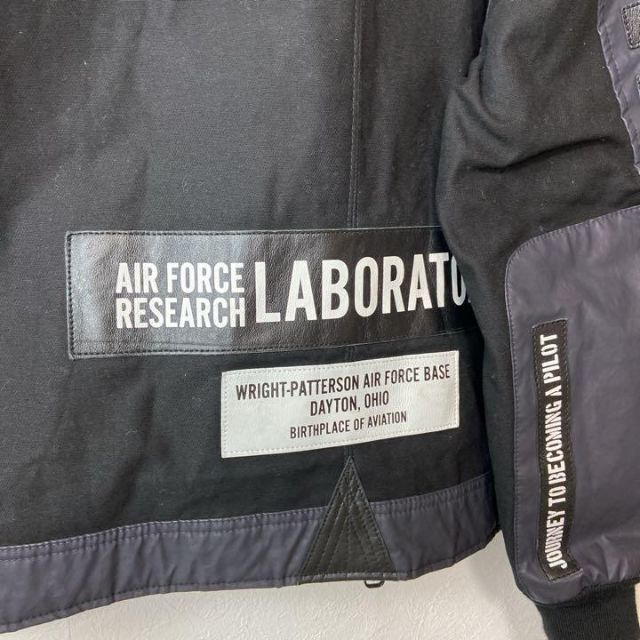 AIR FORCE
RESEARCH
LABORATO
WRIGHT-PATTERSON AIR FORCE BASE
DAYTON, OHIO
BIRTHPLACE OF AVIATION
JOURNEY TO BECOMING A PILOT